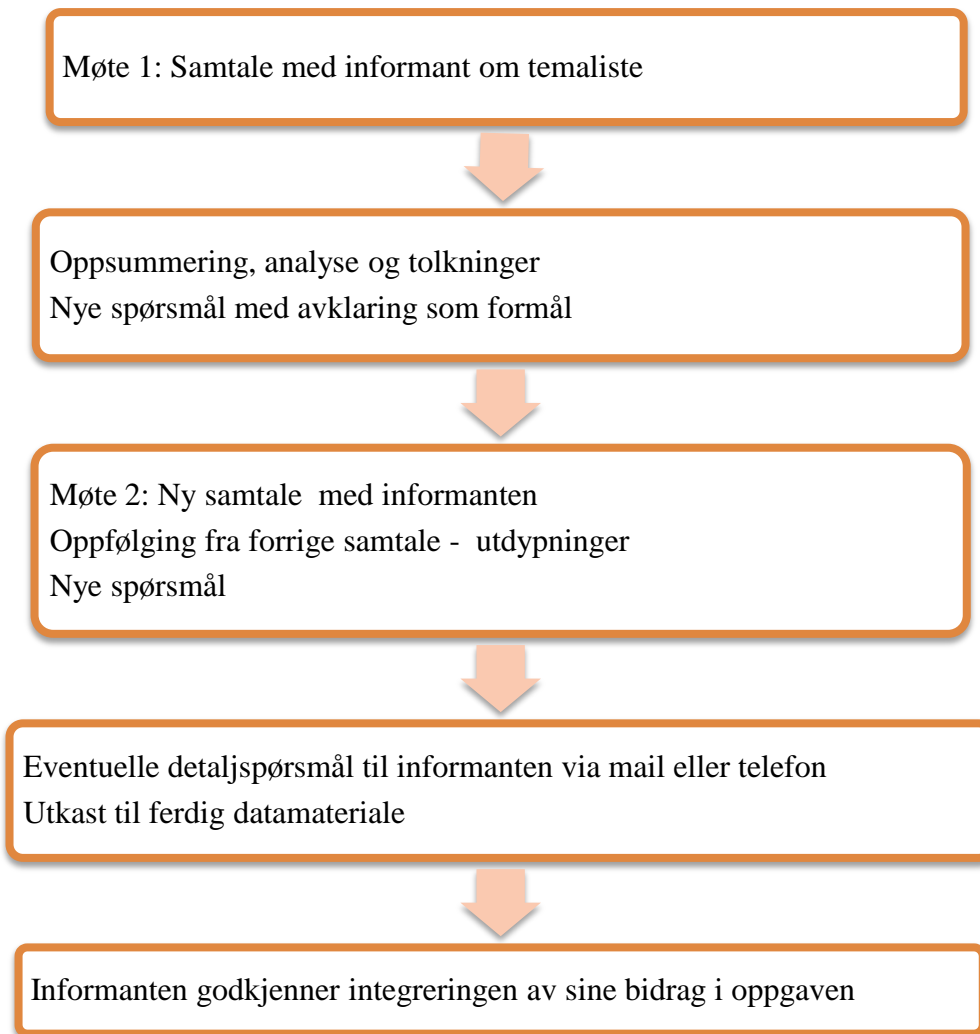 Møte 1: Samtale med informant om temaliste
Oppsummering, analyse og tolkninger
Nye spørsmål med avklaring som formål
Møte 2: Ny samtale  med informanten
Oppfølging fra forrige samtale -  utdypninger
Nye spørsmål
Eventuelle detaljspørsmål til informanten via mail eller telefon
Utkast til ferdig datamateriale
Informanten godkjenner integreringen av sine bidrag i oppgaven